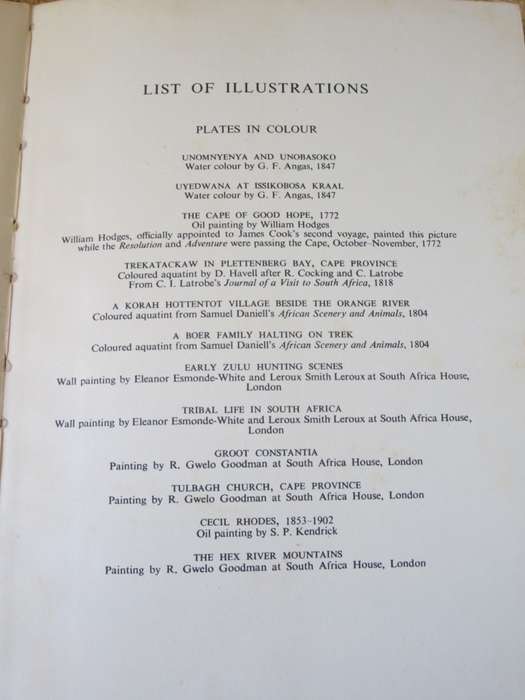 LIST OF ILLUSTRATIONS
PLATES IN COLOUR
UNOMNYENYA AND UNOBASOKO
Water colour by G. F. Angas, 1847
UYEDWANA AT ISSIKOBOSA KRAAL
Water colour by G. F. Angas, 1847
THE CAPE OF GOOD HOPE, 1772
Oil painting by William Hodges
William Hodges, officially appointed to James Cook's second voyage, painted this picture
while the Resolution and Adventure were passing the Cape, October–November, 1772
TREKATACKAW IN PLETTENBERG BAY, CAPE PROVINCE
Coloured aquatint by D. Havell after R. Cocking and C. Latrobe
From C. I. Latrobe's Journal of a Visit to South Africa, 1818
A KORAH HOTTENTOT VILLAGE BESIDE THE ORANGE RIVER
Coloured aquatint from Samuel Daniell's African Scenery and Animals, 1804
A BOER FAMILY HALTING ON TREK
Coloured aquatint from Samuel Daniell's African Scenery and Animals, 1804
EARLY ZULU HUNTING SCENES
Wall painting by Eleanor Esmonde-White and Leroux Smith Leroux at South Africa House,
London
TRIBAL LIFE IN SOUTH AFRICA
Wall painting by Eleanor Esmonde-White and Leroux Smith Leroux at South Africa House,
London
GROOT CONSTANTIA
Painting by R. Gwelo Goodman at South Africa House, London
TULBAGH CHURCH, CAPE PROVINCE
Painting by R. Gwelo Goodman at South Africa House, London
CECIL RHODES, 1853–1902
Oil painting by S. P. Kendrick
THE HEX RIVER MOUNTAINS
Painting by R. Gwelo Goodman at South Africa House, London